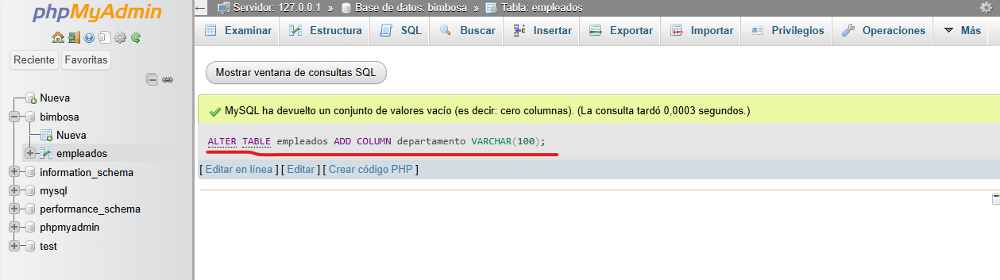 phpMyAdmin
Reciente
Favoritas
Nueva
bimbosa
Nueva
empleados
information_schema
mysql
performance_schema
phpmyadmin
test
Servidor: 127.0.0.1 » Base de datos: bimbosa » Tabla: empleados
Examinar Estructura SQL Buscar Insertar Exportar Importar Privilegios Operaciones Más
Mostrar ventana de consultas SQL
MySQL ha devuelto un conjunto de valores vacío (es decir: cero columnas). (La consulta tardó 0,0003 segundos.)
ALTER TABLE empleados ADD COLUMN departamento VARCHAR(100);
[ Editar en línea ] [ Editar ] [ Crear código PHP ]